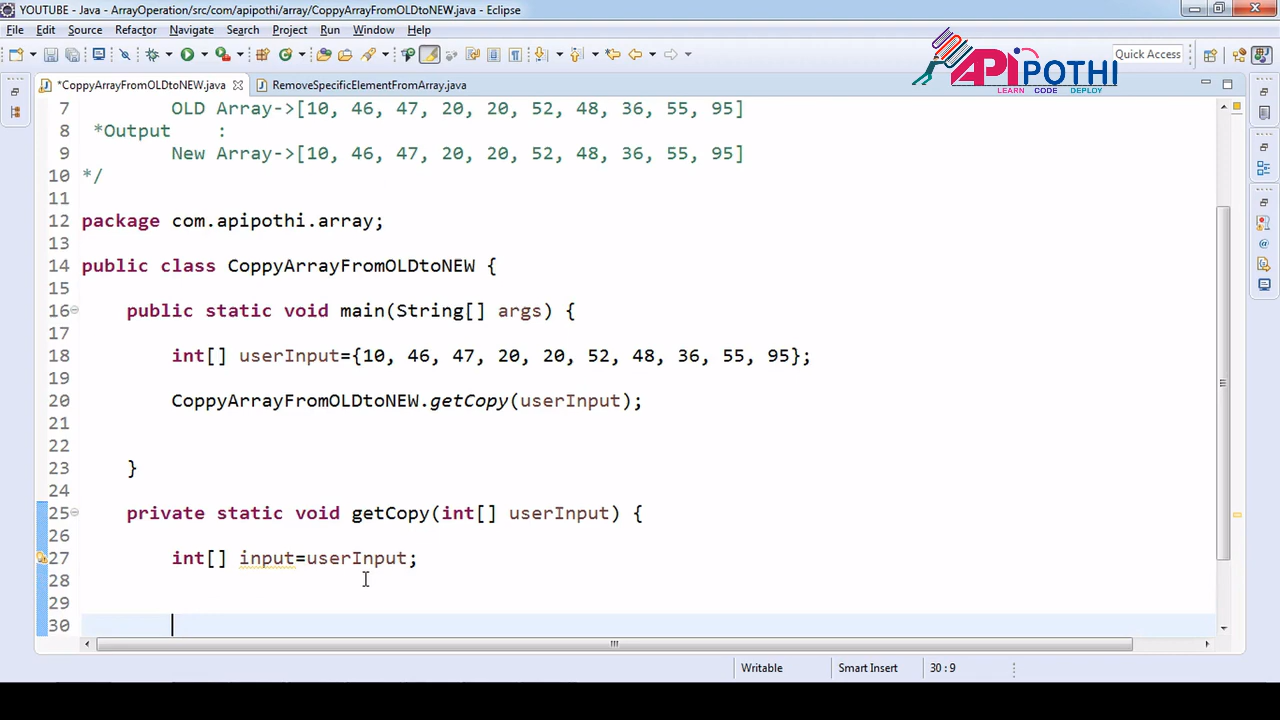 YOUTUBE - Java - ArrayOperation/src/com/apipothi/array/CoppyArrayFromOLDtoNEW.java - Eclipse
File Edit Source Refactor Navigate Search Project Run Window Help
Quick Access
APIPOTHI
LEARN CODE DEPLOY
*CoppyArrayFromOLDtoNEW.java RemoveSpecificElementFromArray.java
7 OLD Array->[10, 46, 47, 20, 20, 52, 48, 36, 55, 95]
8 *Output :
9 New Array->[10, 46, 47, 20, 20, 52, 48, 36, 55, 95]
10 */
11
12 package com.apipothi.array;
13
14 public class CoppyArrayFromOLDtoNEW {
15
16 public static void main(String[] args) {
17
18 int[] userInput={10, 46, 47, 20, 20, 52, 48, 36, 55, 95};
19
20 CoppyArrayFromOLDtoNEW.getCopy(userInput);
21
22
23 }
24
25 private static void getCopy(int[] userInput) {
26
27 int[] input=userInput;
28
29
30
Writable Smart Insert 30 : 9